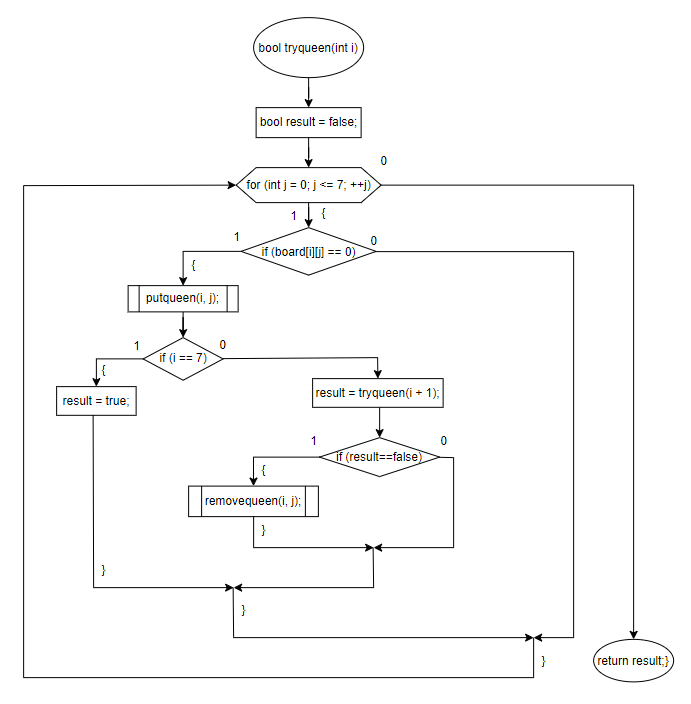 bool tryqueen(int i)
bool result = false;
0
for (int j = 0; j <= 7; ++j)
1 {
1 0
if (board[i][j] == 0)
{
putqueen(i, j);
1 0
if (i == 7)
{
result = true;
result = tryqueen(i + 1);
1 0
if (result==false)
{
removequeen(i, j);
}
}
}
}
return result;}